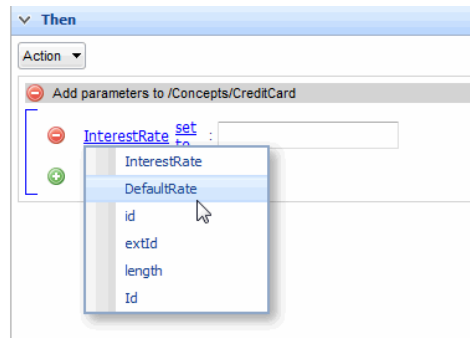 Then
Action
Add parameters to /Concepts/CreditCard
InterestRate set to :
InterestRate
DefaultRate
id
extId
length
Id